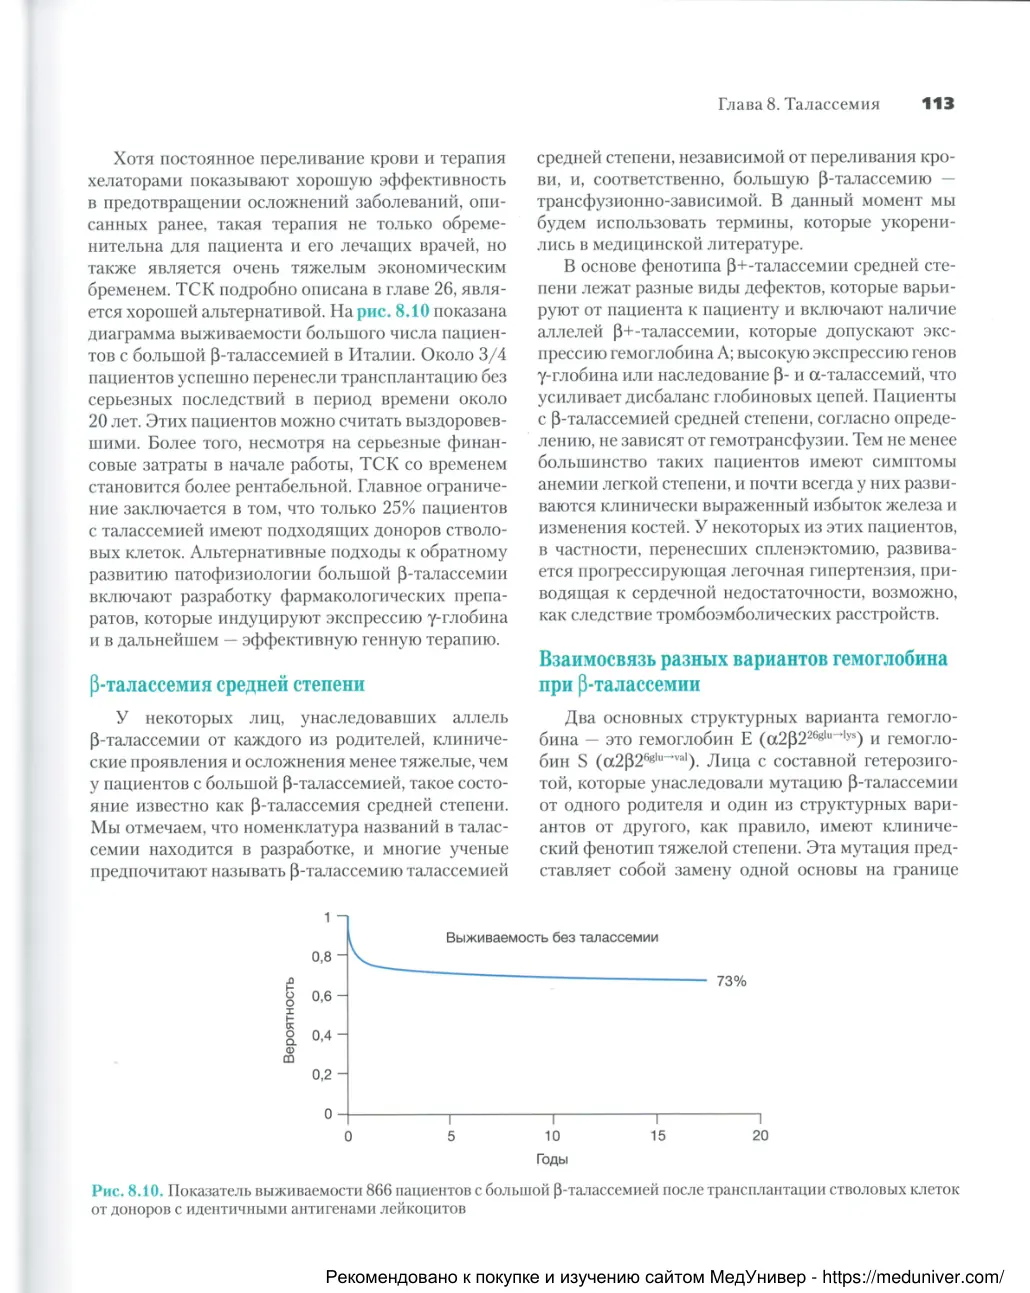 Глава 8. Талассемия 113
Хотя постоянное переливание крови и терапия
хелаторами показывают хорошую эффективность
в предотвращении осложнений заболеваний, опи-
санных ранее, такая терапия не только обреме-
нительна для пациента и его лечащих врачей, но
также является очень тяжелым экономическим
бременем. ТСК подробно описана в главе 26, явля-
ется хорошей альтернативой. На рис. 8.10 показана
диаграмма выживаемости большого числа пациен-
тов с большой β-талассемией в Италии. Около 3/4
пациентов успешно перенесли трансплантацию без
серьезных последствий в период времени около
20 лет. Этих пациентов можно считать выздоровев-
шими. Более того, несмотря на серьезные финан-
совые затраты в начале работы, ТСК со временем
становится более рентабельной. Главное ограниче-
ние заключается в том, что только 25% пациентов
с талассемией имеют подходящих доноров стволо-
вых клеток. Альтернативные подходы к обратному
развитию патофизиологии большой β-талассемии
включают разработку фармакологических препа-
ратов, которые индуцируют экспрессию γ-глобина
и в дальнейшем — эффективную генную терапию.
β-талассемия средней степени
У некоторых лиц, унаследовавших аллель
β-талассемии от каждого из родителей, клиниче-
ские проявления и осложнения менее тяжелые, чем
у пациентов с большой β-талассемией, такое состо-
яние известно как β-талассемия средней степени.
Мы отмечаем, что номенклатура названий в талас-
семии находится в разработке, и многие ученые
предпочитают называть β-талассемию талассемией
средней степени, независимой от переливания кро-
ви, и, соответственно, большую β-талассемию —
трансфузионно-зависимой. В данный момент мы
будем использовать термины, которые укорени-
лись в медицинской литературе.
В основе фенотипа β+-талассемии средней сте-
пени лежат разные виды дефектов, которые варьи-
руют от пациента к пациенту и включают наличие
аллелей β+-талассемии, которые допускают экс-
прессию гемоглобина А; высокую экспрессию генов
γ-глобина или наследование β- и α-талассемий, что
усиливает дисбаланс глобиновых цепей. Пациенты
с β-талассемией средней степени, согласно опреде-
лению, не зависят от гемотрансфузии. Тем не менее
большинство таких пациентов имеют симптомы
анемии легкой степени, и почти всегда у них разви-
ваются клинически выраженный избыток железа и
изменения костей. У некоторых из этих пациентов,
в частности, перенесших спленэктомию, развива-
ется прогрессирующая легочная гипертензия, при-
водящая к сердечной недостаточности, возможно,
как следствие тромбоэмболических расстройств.
Взаимосвязь разных вариантов гемоглобина
при β-талассемии
Два основных структурных варианта гемогло-
бина — это гемоглобин Е (α2β2²⁶ᵍˡᵘ→ˡʸˢ) и гемогло-
бин S (α2β2⁶ᵍˡᵘ→ᵛᵃˡ). Лица с составной гетерозиго-
той, которые унаследовали мутацию β-талассемии
от одного родителя и один из структурных вари-
антов от другого, как правило, имеют клиниче-
ский фенотип тяжелой степени. Эта мутация пред-
ставляет собой замену одной основы на границе
Выживаемость без талассемии
73%
Вероятность
1
0,8
0,6
0,4
0,2
0
0 5 10 15 20
Годы
Рис. 8.10. Показатель выживаемости 866 пациентов с большой β-талассемией после трансплантации стволовых клеток
от доноров с идентичными антигенами лейкоцитов
Рекомендовано к покупке и изучению сайтом МедУнивер - https://meduniver.com/